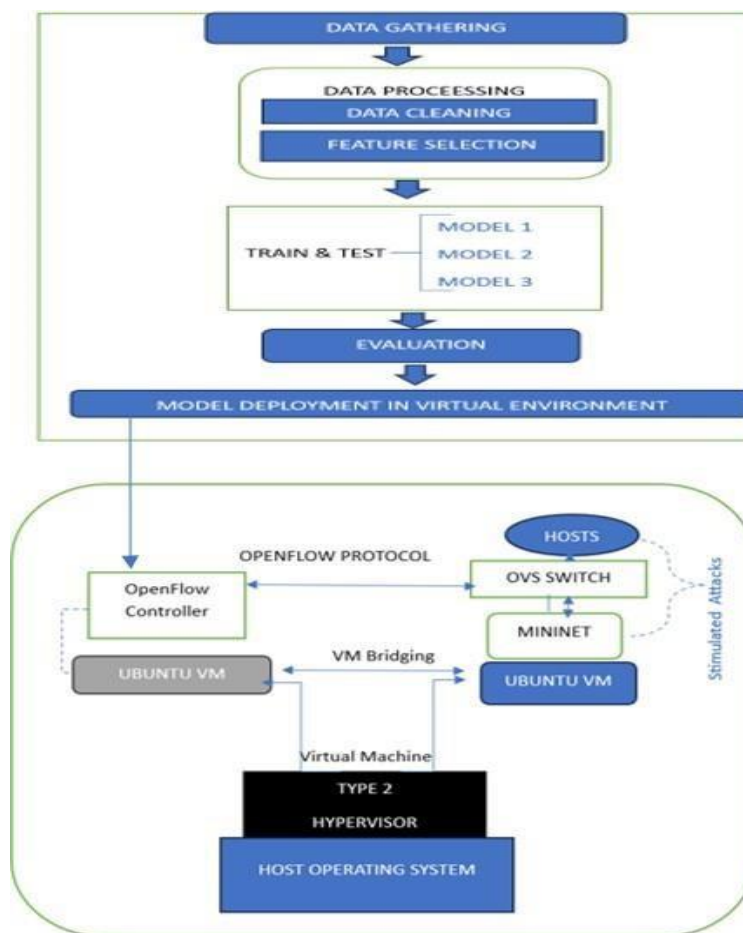 DATA GATHERING
DATA PROCEESSING
DATA CLEANING
FEATURE SELECTION
TRAIN & TEST
MODEL 1
MODEL 2
MODEL 3
EVALUATION
MODEL DEPLOYMENT IN VIRTUAL ENVIRONMENT
HOSTS
OPENFLOW PROTOCOL
OpenFlow
Controller
OVS SWITCH
MININET
Stimulated Attacks
UBUNTU VM
VM Bridging
UBUNTU VM
Virtual Machine
TYPE 2
HYPERVISOR
HOST OPERATING SYSTEM